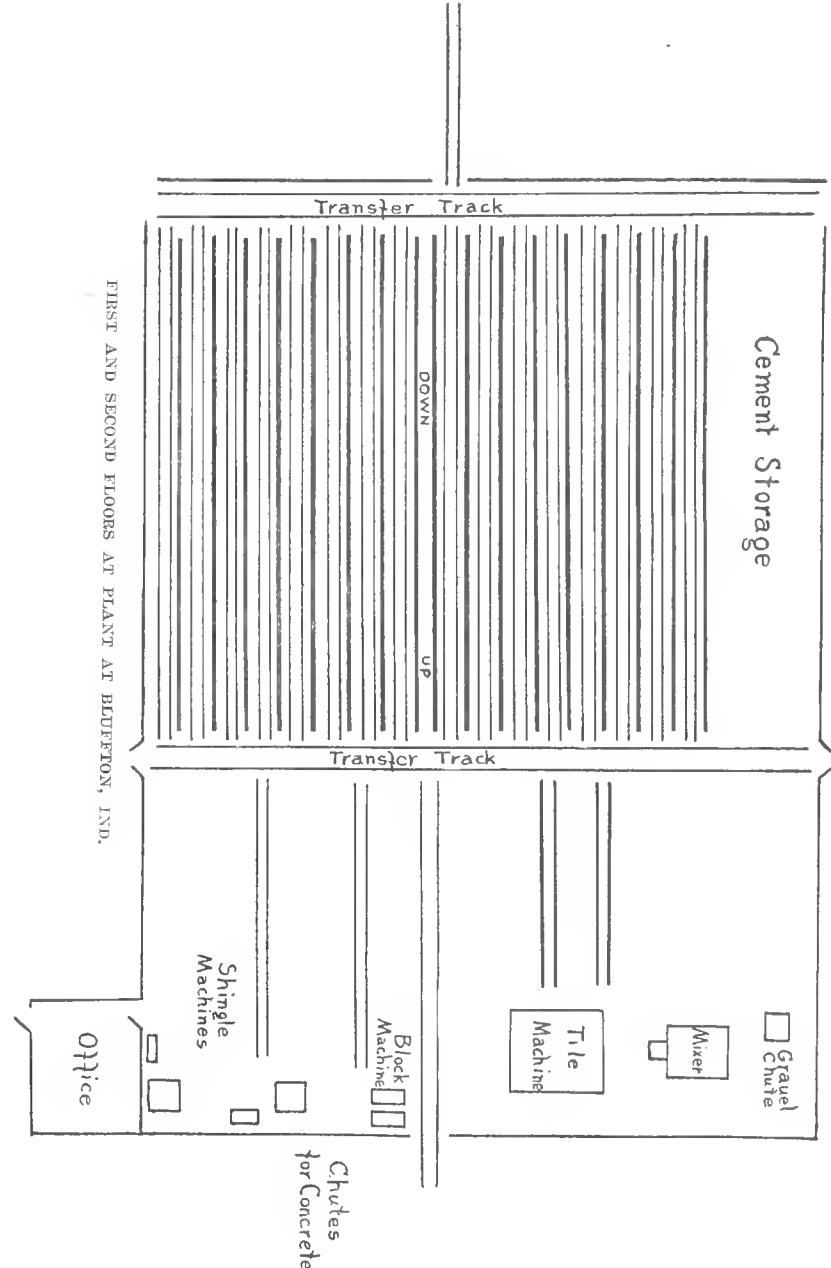 Transfer Track
Cement Storage
DOWN
UP
Transfer Track
FIRST AND SECOND FLOORS AT PLANT AT BLUFFTON, IND.
Gravel
Chute
Mixer
Tile
Machine
Block
Machine
Shingle
Machines
Office
Chutes
for Concrete